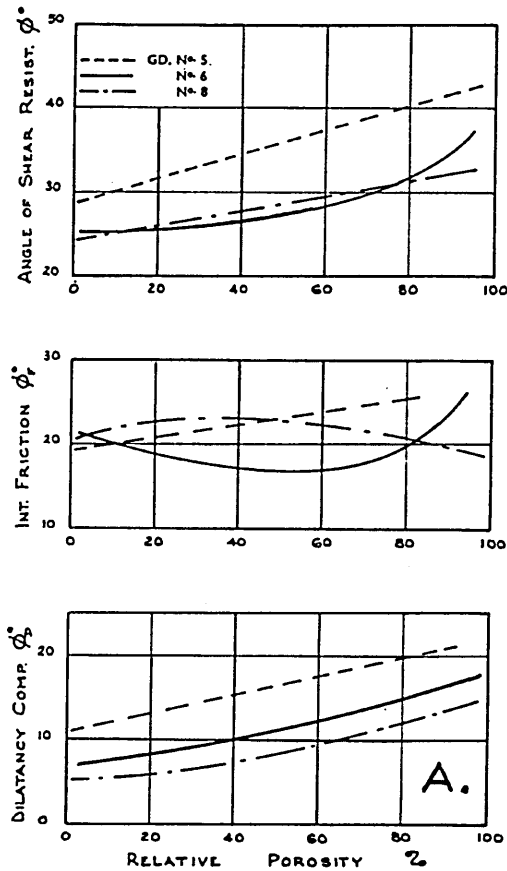 ANGLE OF SHEAR RESIST. ϕ°
50
40
30
20
GD. No. 5.
No. 6
No. 8
0 20 40 60 80 100
INT. FRICTION ϕ°r
30
20
10
0 20 40 60 80 100
DILATANCY COMP. ϕ°D
20
10
0
A.
0 20 40 60 80 100
RELATIVE POROSITY